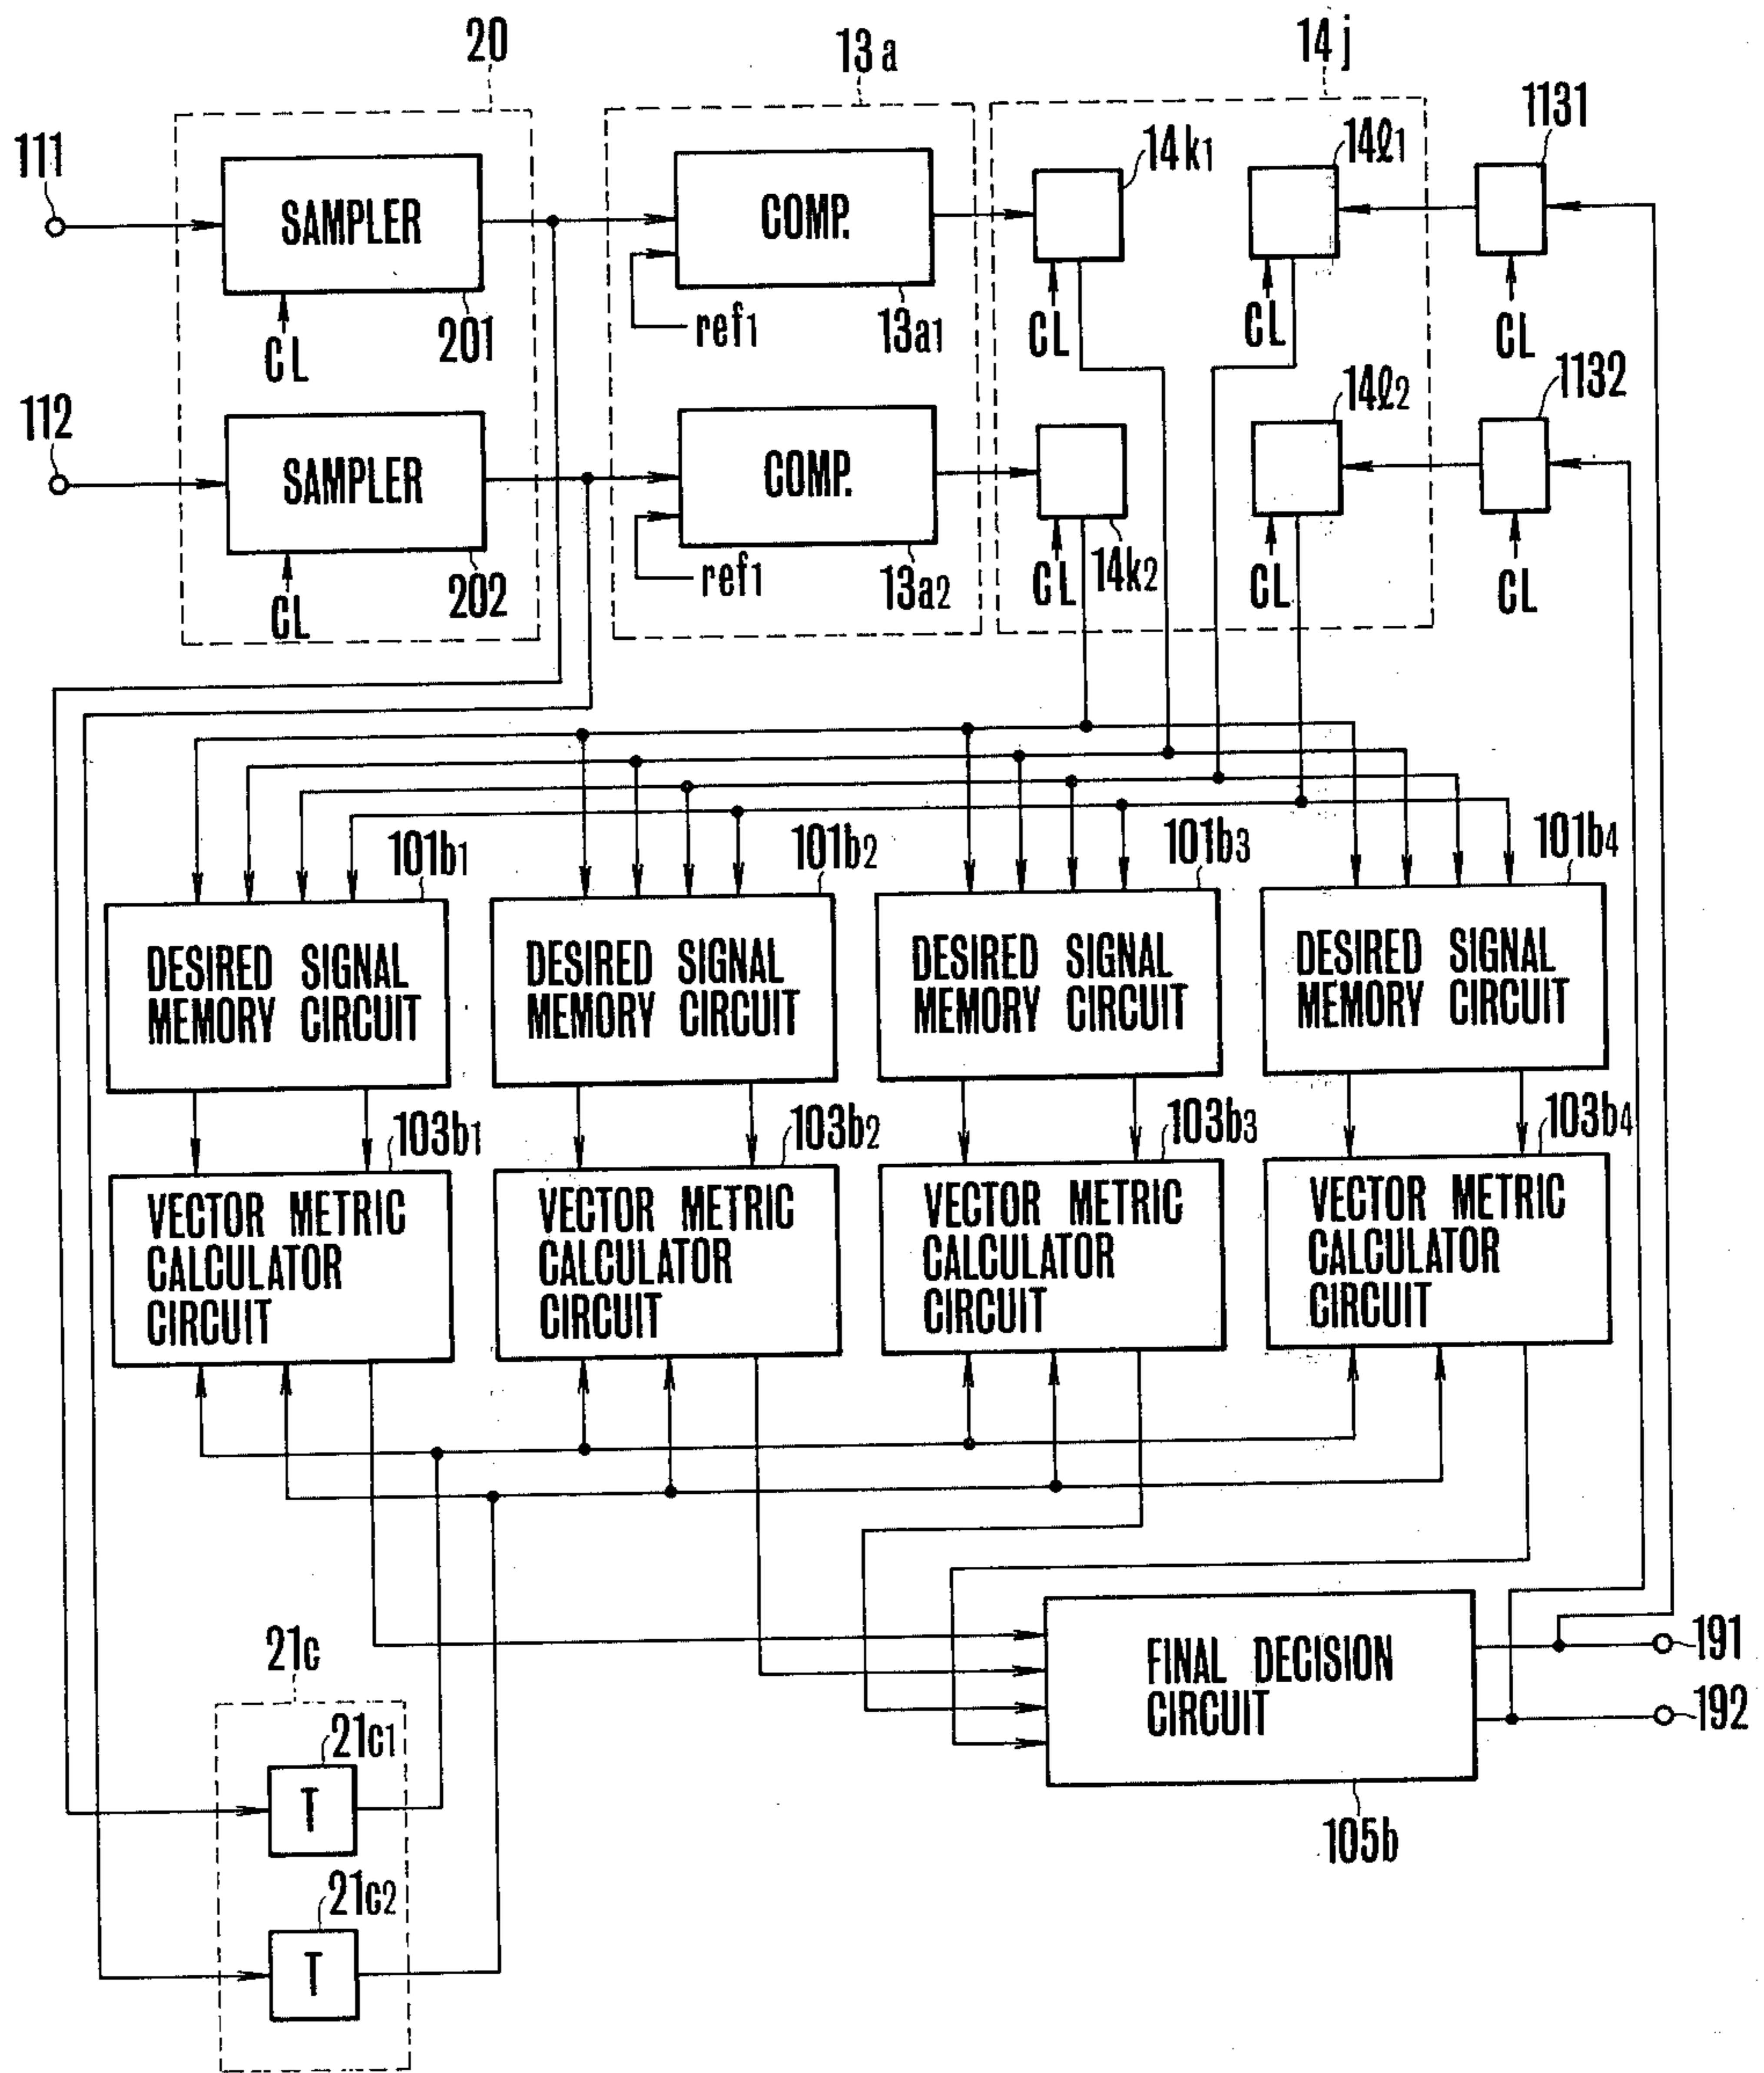 20
13a
14j
111
SAMPLER
COMP.
14k1
14ℓ1
1131
CL
201
ref1
13a1
CL
CL
CL
112
SAMPLER
COMP.
14ℓ2
1132
CL
202
ref1
13a2
CL
14k2
CL
CL
101b1
101b2
101b3
101b4
DESIRED SIGNAL
MEMORY CIRCUIT
DESIRED SIGNAL
MEMORY CIRCUIT
DESIRED SIGNAL
MEMORY CIRCUIT
DESIRED SIGNAL
MEMORY CIRCUIT
103b1
103b2
103b3
103b4
VECTOR METRIC
CALCULATOR
CIRCUIT
VECTOR METRIC
CALCULATOR
CIRCUIT
VECTOR METRIC
CALCULATOR
CIRCUIT
VECTOR METRIC
CALCULATOR
CIRCUIT
FINAL DECISION
CIRCUIT
191
192
105b
21c
21c1
T
21c2
T